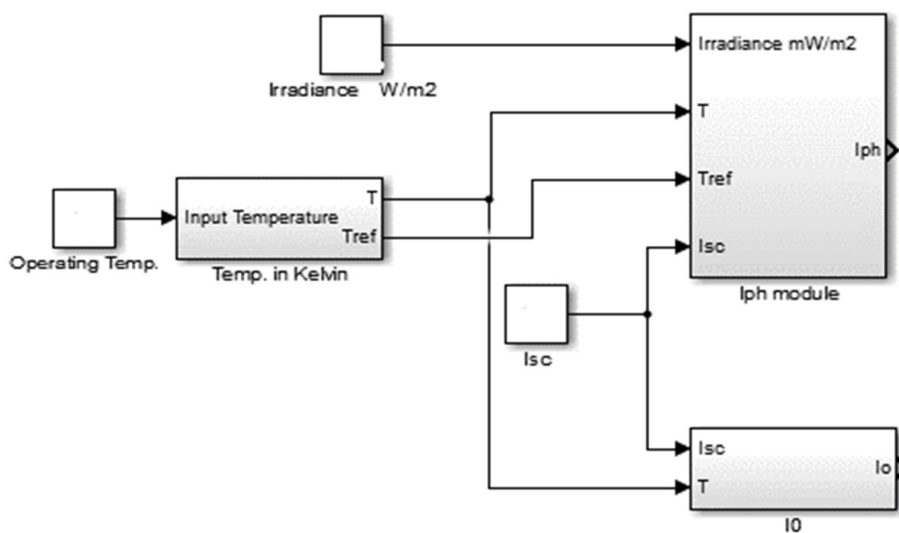 Irradiance mW/m2
Irradiance W/m2
T
Iph
T
Tref
Input Temperature
Tref
Operating Temp.
Temp. in Kelvin
Isc
Iph module
Isc
Isc
Io
T
I0